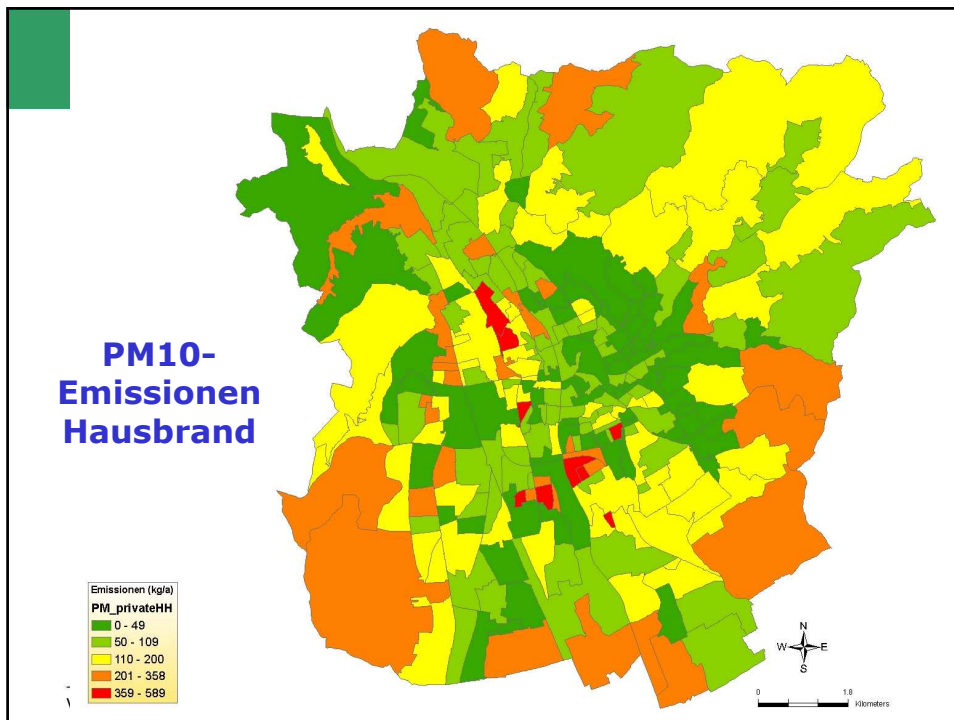 PM10-
Emissionen
Hausbrand
Emissionen (kg/a)
PM_privateHH
0 - 49
50 - 109
110 - 200
201 - 358
359 - 589
N
W E
S
0 1.8
Kilometers